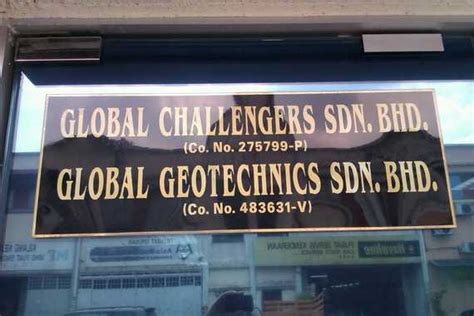 GLOBAL CHALLENGERS SDN. BHD.
(Co. No. 275799-P)
GLOBAL GEOTECHNICS SDN. BHD.
(Co. No. 483631-V)